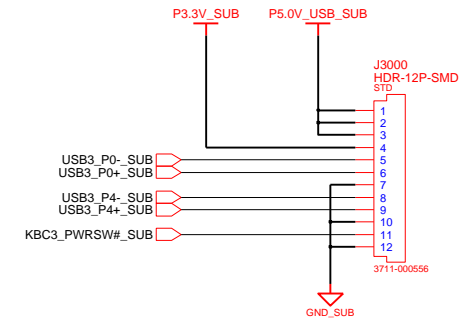 P3.3V_SUB
P5.0V_USB_SUB
J3000
HDR-12P-SMD
STD
1
2
3
4
USB3_P0-_SUB
5
USB3_P0+_SUB
6
7
USB3_P4-_SUB
8
USB3_P4+_SUB
9
10
KBC3_PWRSW#_SUB
11
12
3711-000556
GND_SUB